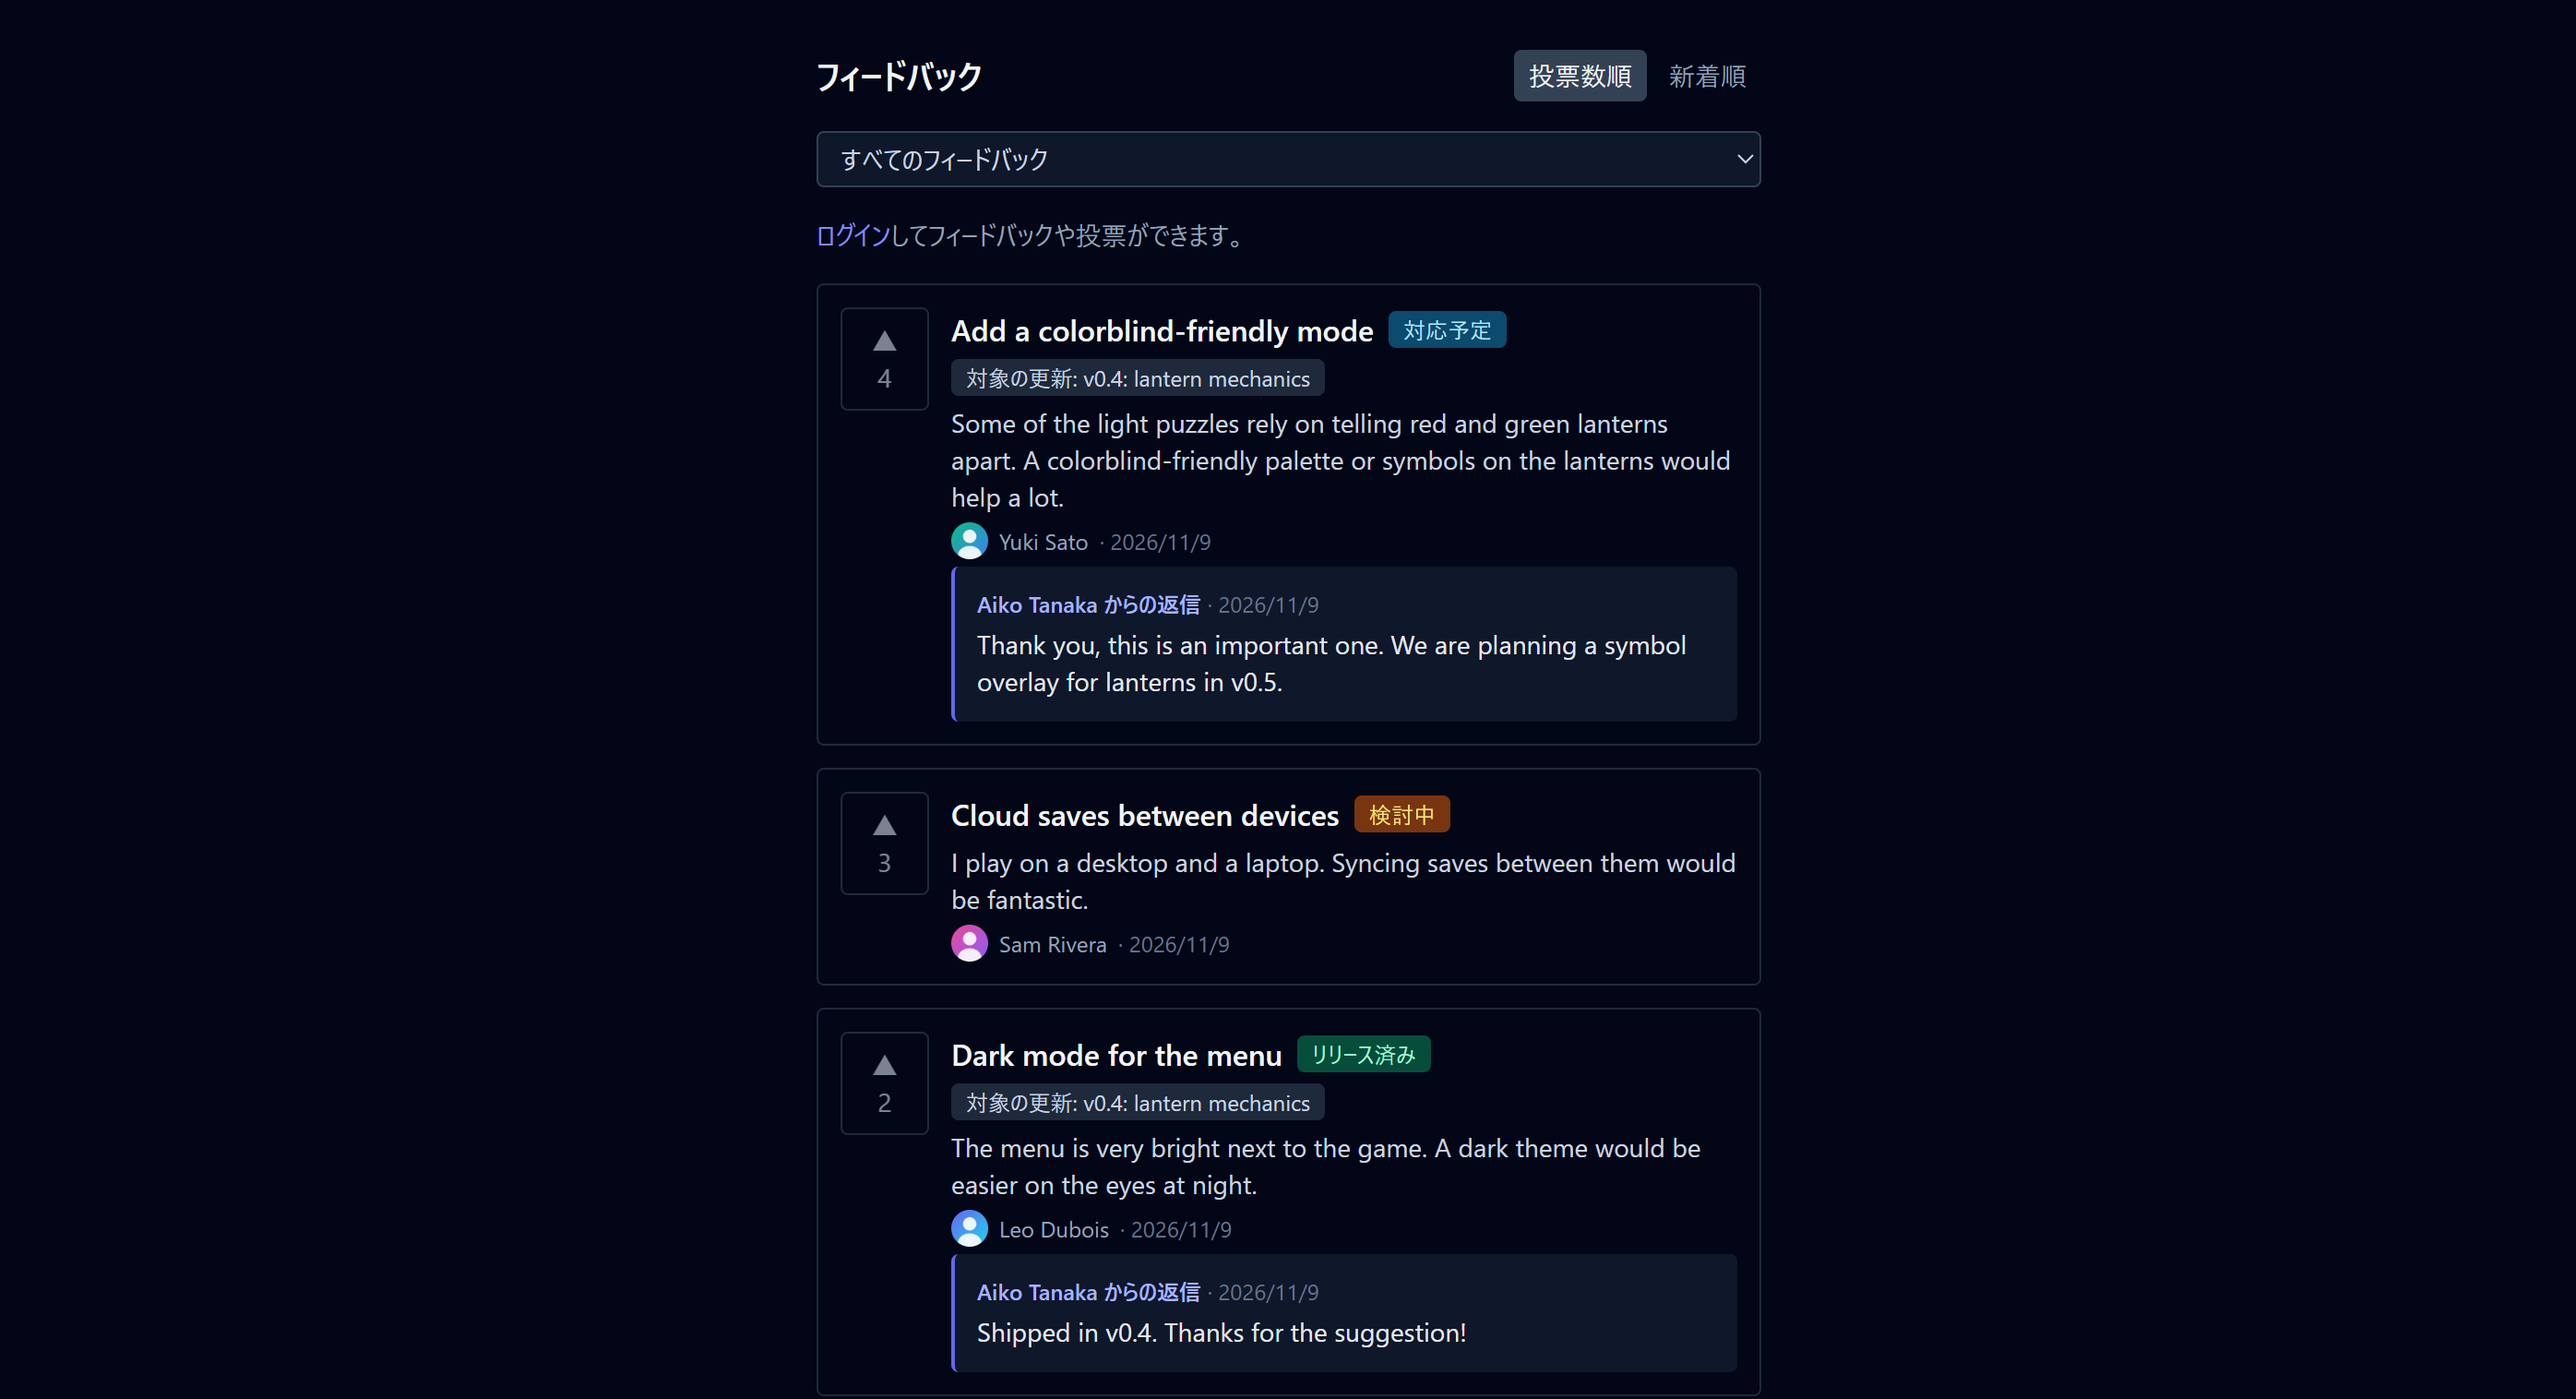 フィードバック
投票数順 新着順
すべてのフィードバック
ログインしてフィードバックや投票ができます。
▲
4
Add a colorblind-friendly mode 対応予定
対象の更新: v0.4: lantern mechanics
Some of the light puzzles rely on telling red and green lanterns
apart. A colorblind-friendly palette or symbols on the lanterns would
help a lot.
Yuki Sato · 2026/11/9
Aiko Tanaka からの返信 · 2026/11/9
Thank you, this is an important one. We are planning a symbol
overlay for lanterns in v0.5.
▲
3
Cloud saves between devices 検討中
I play on a desktop and a laptop. Syncing saves between them would
be fantastic.
Sam Rivera · 2026/11/9
▲
2
Dark mode for the menu リリース済み
対象の更新: v0.4: lantern mechanics
The menu is very bright next to the game. A dark theme would be
easier on the eyes at night.
Leo Dubois · 2026/11/9
Aiko Tanaka からの返信 · 2026/11/9
Shipped in v0.4. Thanks for the suggestion!